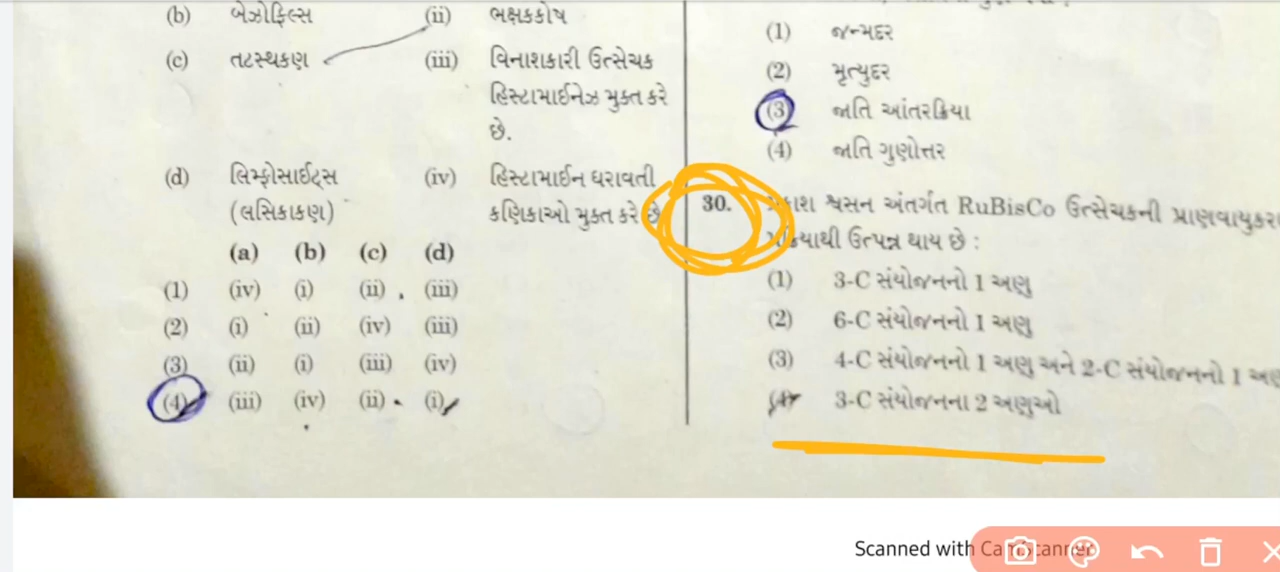 (b) બેઝોફિલ્સ (ii) ભક્ષકકોષ
(c) તટસ્થકણ (iii) વિનાશકારી ઉત્સેચક
હિસ્ટામાઈનેઝ મુક્ત કરે
છે.
(d) લિમ્ફોસાઈટ્સ (iv) હિસ્ટામાઈન ધરાવતી
(લસિકાકણ) કણિકાઓ મુક્ત કરે છે
(a) (b) (c) (d)
(1) (iv) (i) (ii) (iii)
(2) (i) (ii) (iv) (iii)
(3) (ii) (i) (iii) (iv)
(4) (iii) (iv) (ii) (i)
(1) જન્મદર
(2) મૃત્યુદર
(3) જાતિ આંતરક્રિયા
(4) જાતિ ગુણોત્તર
30. પ્રકાશ શ્વસન અંતર્ગત RuBisCo ઉત્સેચકની
પ્રક્રિયાથી ઉત્પન્ન થાય છે :
(1) 3-C સંયોજનનો 1 અણુ
(2) 6-C સંયોજનનો 1 અણુ
(3) 4-C સંયોજનનો 1 અણુ અને 2-C સંયોજનનો 1
(4) 3-C સંયોજનના 2 અણુઓ
Scanned with CamScanner